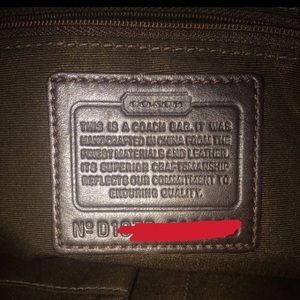 COACH
THIS IS A COACH BAG. IT WAS
HANDCRAFTED IN CHINA FROM THE
FINEST MATERIALS AND LEATHER.
ITS SUPERIOR CRAFTSMANSHIP
REFLECTS OUR COMMITMENT TO
ENDURING QUALITY.
Nº D10